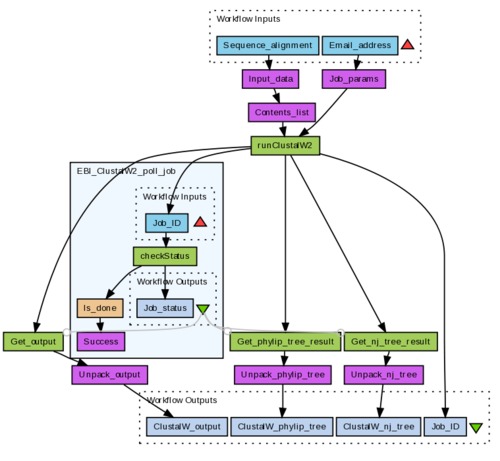 Workflow Inputs
Sequence_alignment
Email_address
Input_data
Job_params
Contents_list
runClustalW2
EBI_ClustalW2_poll_job
Workflow Inputs
Job_ID
checkStatus
Workflow Outputs
Is_done
Job_status
Get_output
Success
Get_phylip_tree_result
Get_nj_tree_result
Unpack_output
Unpack_phylip_tree
Unpack_nj_tree
Workflow Outputs
ClustalW_output
ClustalW_phylip_tree
ClustalW_nj_tree
Job_ID